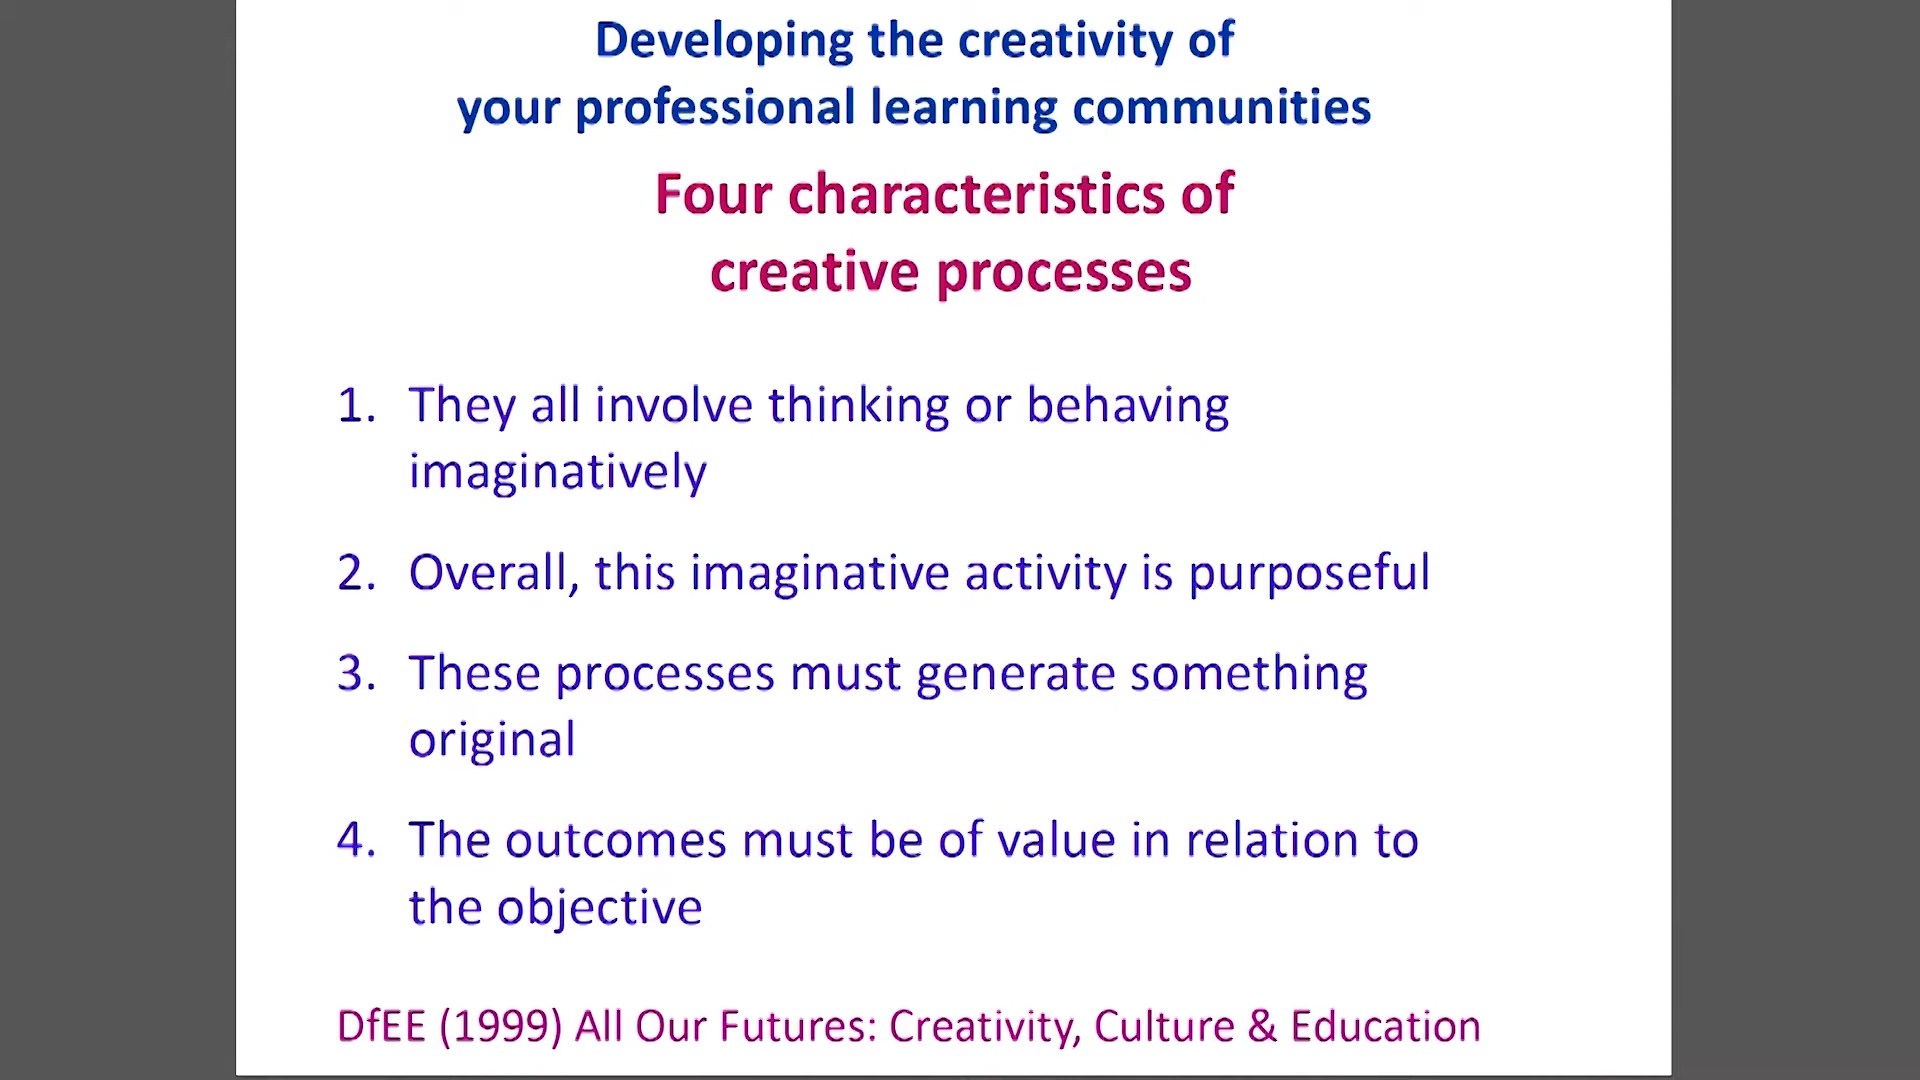 Developing the creativity of
your professional learning communities
Four characteristics of
creative processes
1. They all involve thinking or behaving
imaginatively
2. Overall, this imaginative activity is purposeful
3. These processes must generate something
original
4. The outcomes must be of value in relation to
the objective
DfEE (1999) All Our Futures: Creativity, Culture & Education